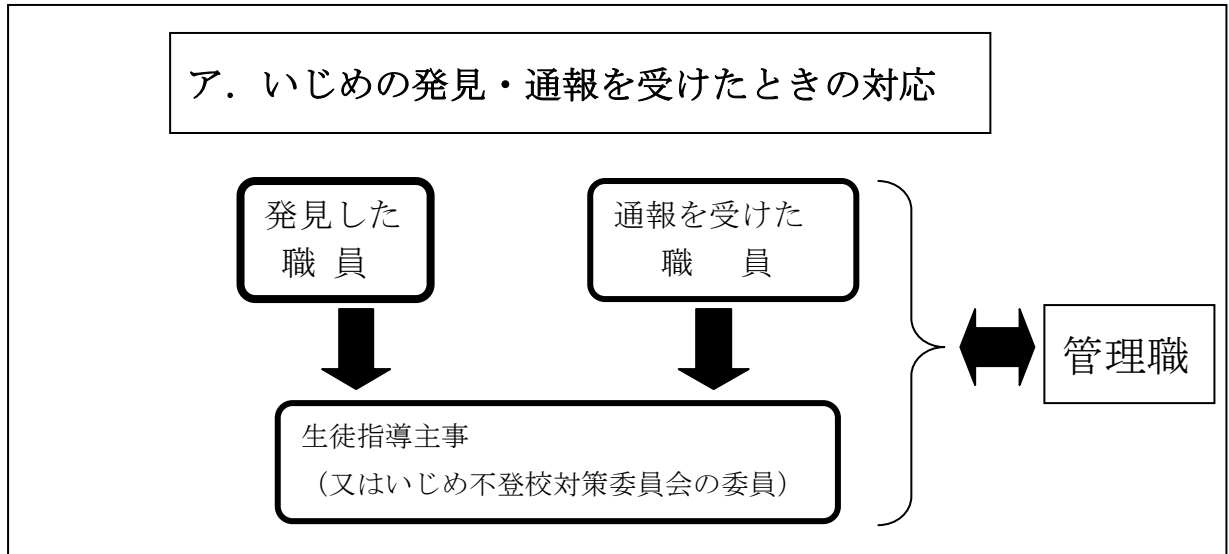 ア．いじめの発見・通報を受けたときの対応
発見した
職 員
通報を受けた
職　員
生徒指導主事
（又はいじめ不登校対策委員会の委員）
管理職